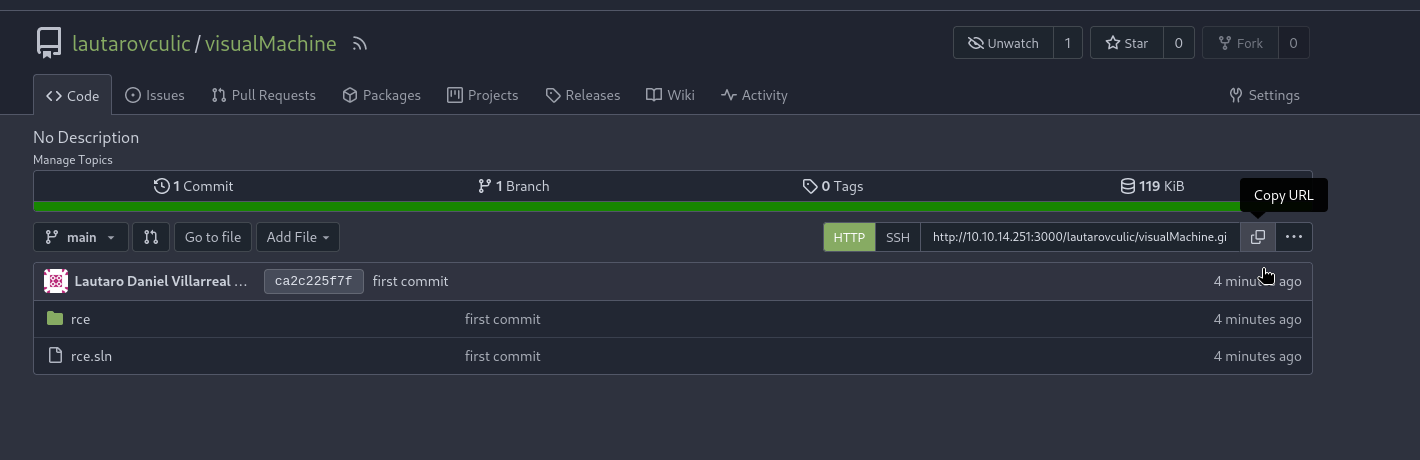 lautarovculic / visualMachine
Unwatch 1 Star 0 Fork 0
Code Issues Pull Requests Packages Projects Releases Wiki Activity Settings
No Description
Manage Topics
1 Commit 1 Branch 0 Tags 119 KiB
Copy URL
main Go to file Add File HTTP SSH http://10.10.14.251:3000/lautarovculic/visualMachine.gi
Lautaro Daniel Villarreal ... ca2c225f7f first commit 4 minutes ago
rce first commit 4 minutes ago
rce.sln first commit 4 minutes ago